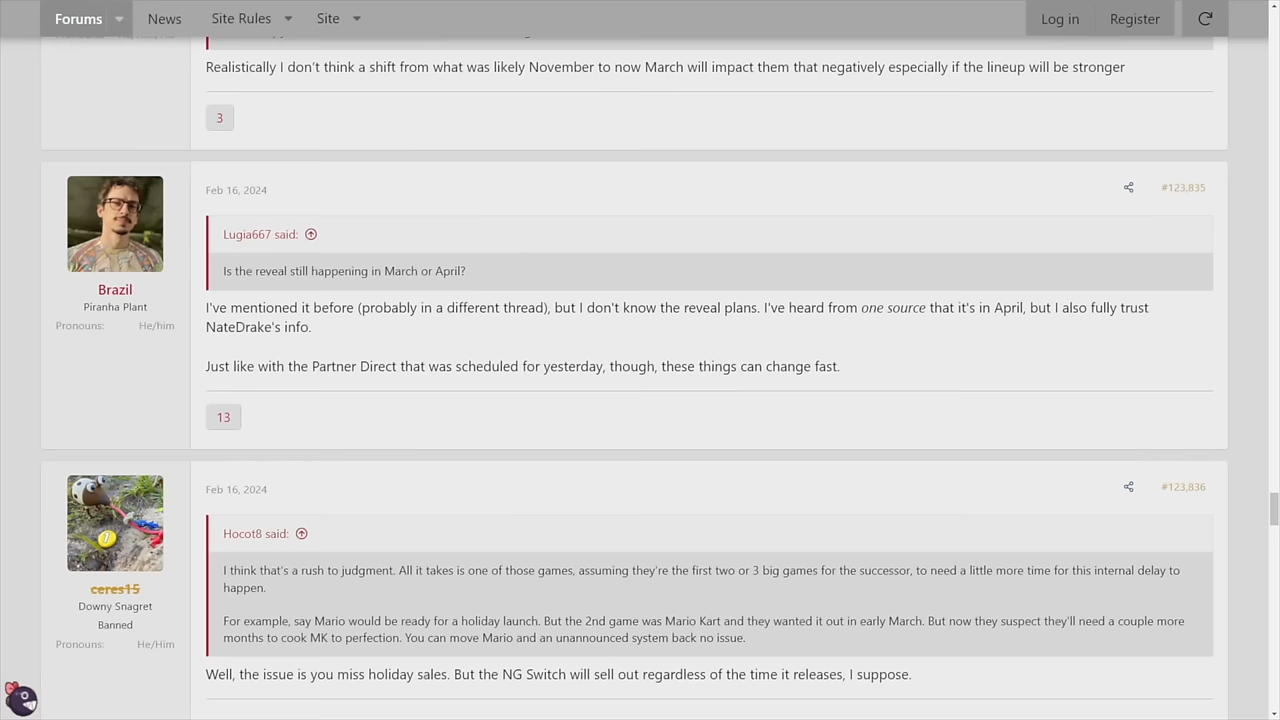 Forums
News
Site Rules
Site
Log in
Register
Realistically I don't think a shift from what was likely November to now March will impact them that negatively especially if the lineup will be stronger
3
Feb 16, 2024
#123,835
Brazil
Piranha Plant
Pronouns: He/him
Lugia667 said:
Is the reveal still happening in March or April?
I've mentioned it before (probably in a different thread), but I don't know the reveal plans. I've heard from one source that it's in April, but I also fully trust
NateDrake's info.
Just like with the Partner Direct that was scheduled for yesterday, though, these things can change fast.
13
Feb 16, 2024
#123,836
ceres15
Downy Snagret
Banned
Pronouns: He/Him
Hocot8 said:
I think that's a rush to judgment. All it takes is one of those games, assuming they're the first two or 3 big games for the successor, to need a little more time for this internal delay to
happen.
For example, say Mario would be ready for a holiday launch. But the 2nd game was Mario Kart and they wanted it out in early March. But now they suspect they'll need a couple more
months to cook MK to perfection. You can move Mario and an unannounced system back no issue.
Well, the issue is you miss holiday sales. But the NG Switch will sell out regardless of the time it releases, I suppose.